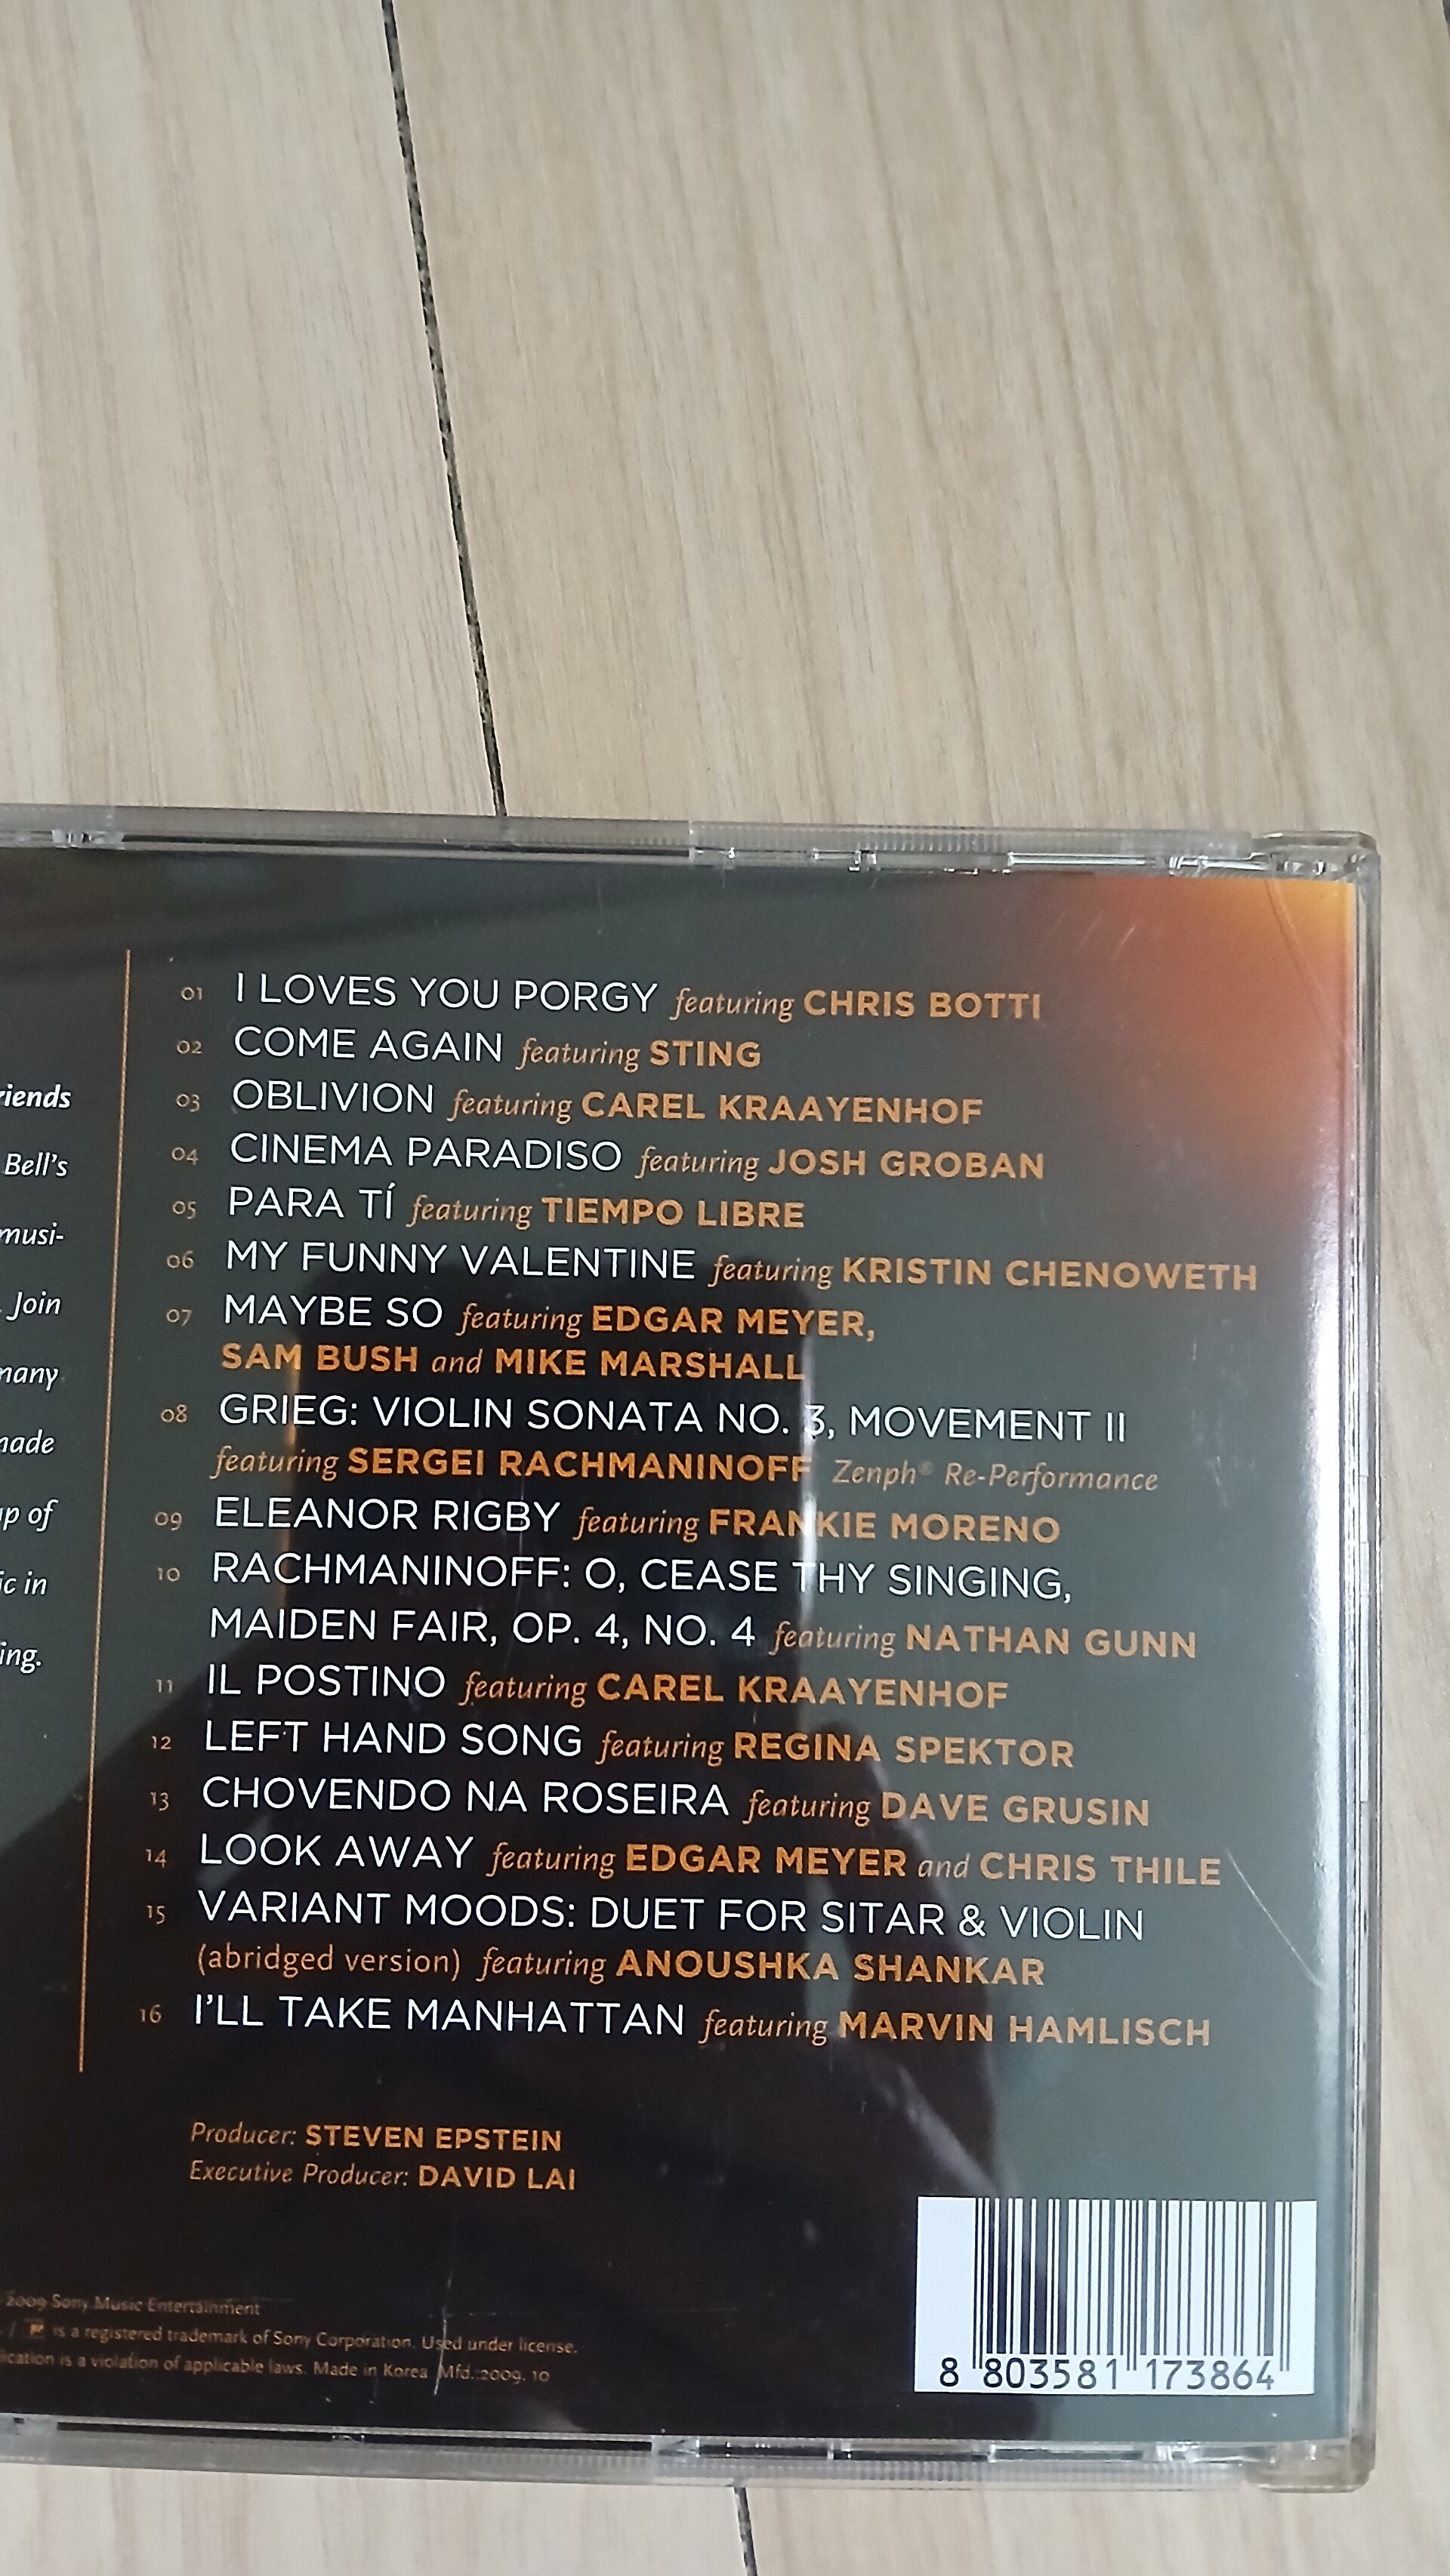 riends
Bell's
musi-
. Join
many
nade
up of
ic in
ing.
01 I LOVES YOU PORGY featuring CHRIS BOTTI
02 COME AGAIN featuring STING
03 OBLIVION featuring CAREL KRAAYENHOF
04 CINEMA PARADISO featuring JOSH GROBAN
05 PARA TÍ featuring TIEMPO LIBRE
06 MY FUNNY VALENTINE featuring KRISTIN CHENOWETH
07 MAYBE SO featuring EDGAR MEYER,
SAM BUSH and MIKE MARSHALL
08 GRIEG: VIOLIN SONATA NO. 3, MOVEMENT II
featuring SERGEI RACHMANINOFF Zenph® Re-Performance
09 ELEANOR RIGBY featuring FRANKIE MORENO
10 RACHMANINOFF: O, CEASE THY SINGING,
MAIDEN FAIR, OP. 4, NO. 4 featuring NATHAN GUNN
11 IL POSTINO featuring CAREL KRAAYENHOF
12 LEFT HAND SONG featuring REGINA SPEKTOR
13 CHOVENDO NA ROSEIRA featuring DAVE GRUSIN
14 LOOK AWAY featuring EDGAR MEYER and CHRIS THILE
15 VARIANT MOODS: DUET FOR SITAR & VIOLIN
(abridged version) featuring ANOUSHKA SHANKAR
16 I'LL TAKE MANHATTAN featuring MARVIN HAMLISCH
Producer: STEVEN EPSTEIN
Executive Producer: DAVID LAI
2009 Sony Music Entertainment
/ is a registered trademark of Sony Corporation. Used under license.
ication is a violation of applicable laws. Made in Korea Mfd.:2009. 10
8 803581 173864